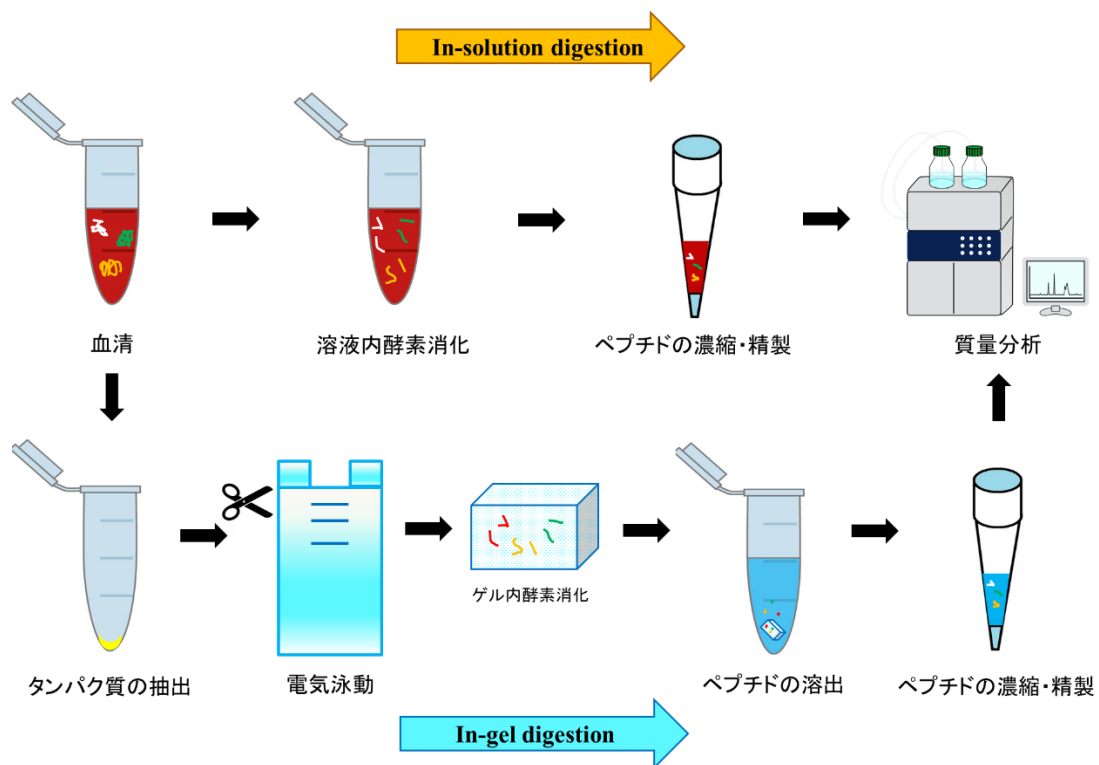 In-solution digestion
血清
溶液内酵素消化
ペプチドの濃縮・精製
質量分析
ゲル内酵素消化
タンパク質の抽出
電気泳動
ペプチドの溶出
ペプチドの濃縮・精製
In-gel digestion